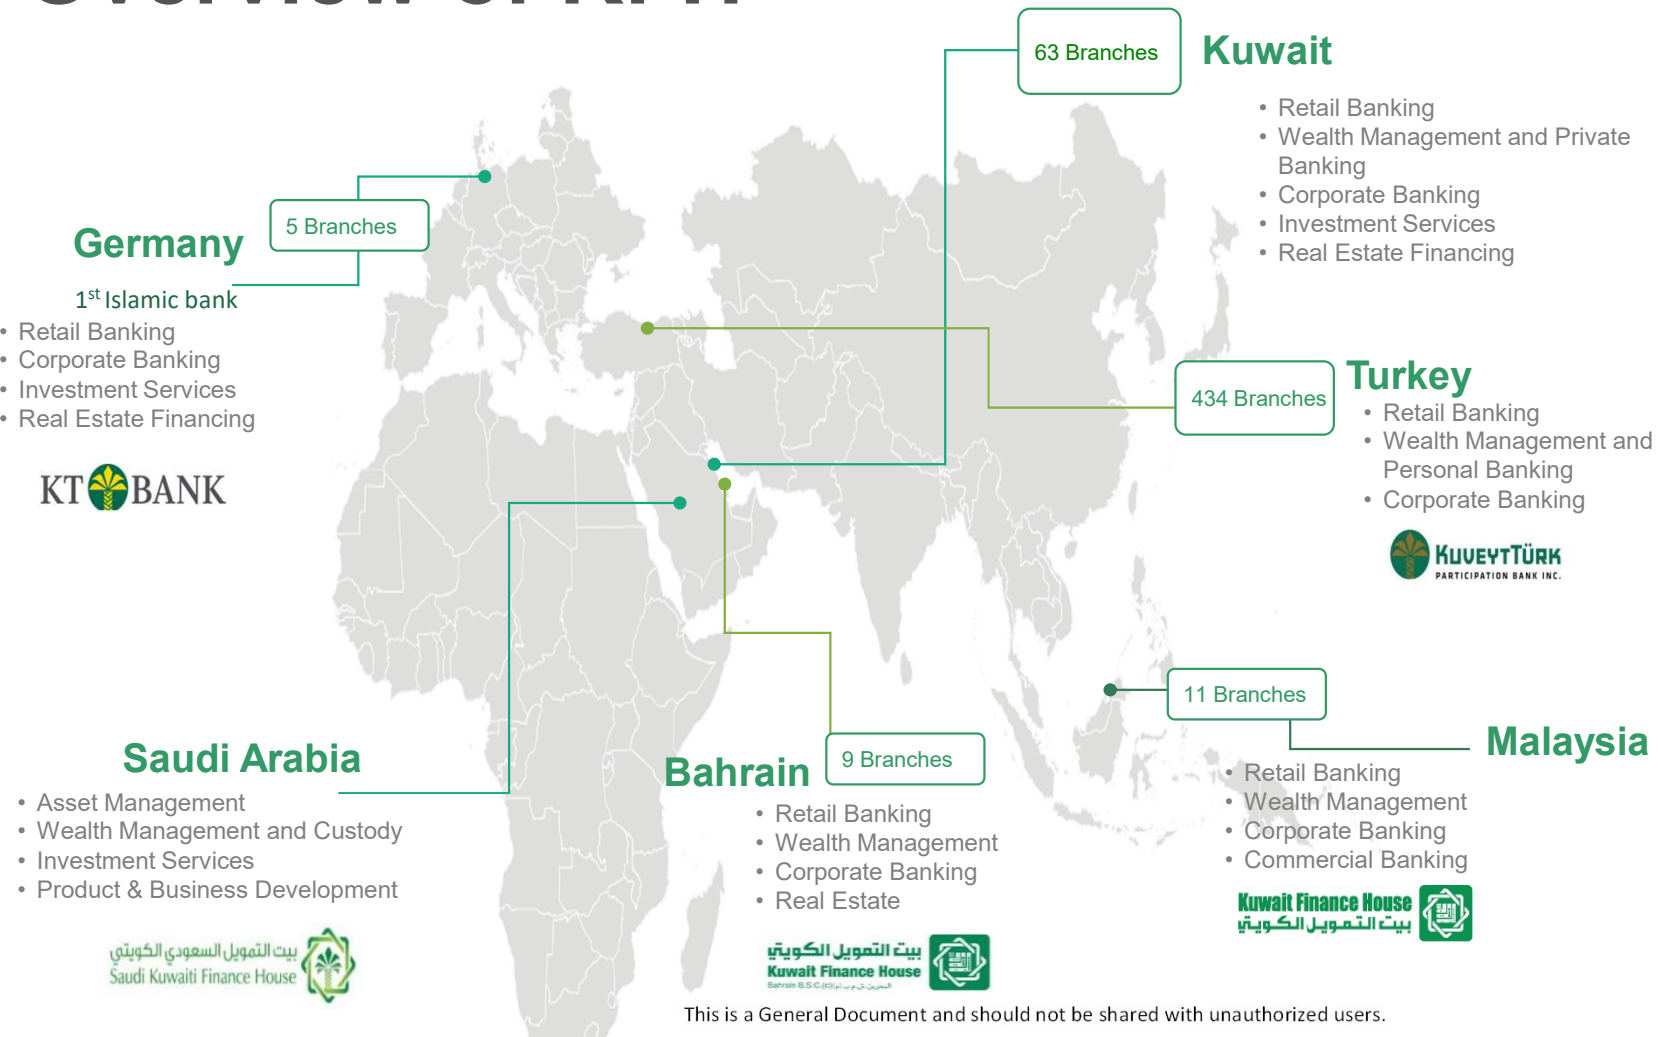 Overview of KFH
63 Branches
Kuwait
• Retail Banking
• Wealth Management and Private
Banking
• Corporate Banking
• Investment Services
• Real Estate Financing
5 Branches
Germany
1st Islamic bank
• Retail Banking
• Corporate Banking
• Investment Services
• Real Estate Financing
KT BANK
434 Branches
Turkey
• Retail Banking
• Wealth Management and
Personal Banking
• Corporate Banking
KUVEYTTÜRK
PARTICIPATION BANK INC.
11 Branches
Malaysia
• Retail Banking
• Wealth Management
• Corporate Banking
• Commercial Banking
Kuwait Finance House
بيت التمويل الكويتي
Saudi Arabia
• Asset Management
• Wealth Management and Custody
• Investment Services
• Product & Business Development
بيت التمويل السعودي الكويتي
Saudi Kuwaiti Finance House
Bahrain
9 Branches
• Retail Banking
• Wealth Management
• Corporate Banking
• Real Estate
بيت التمويل الكويتي
Kuwait Finance House
Bahrain B.S.C.(c)
This is a General Document and should not be shared with unauthorized users.